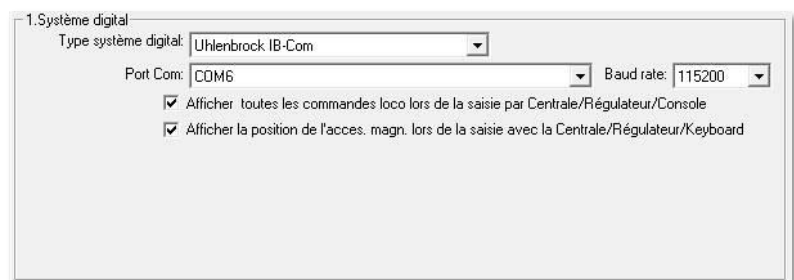 1.Système digital
Type système digital: Uhlenbrock IB-Com
Port Com: COM6 Baud rate: 115200
Afficher toutes les commandes loco lors de la saisie par Centrale/Régulateur/Console
Afficher la position de l'acces. magn. lors de la saisie avec la Centrale/Régulateur/Keyboard